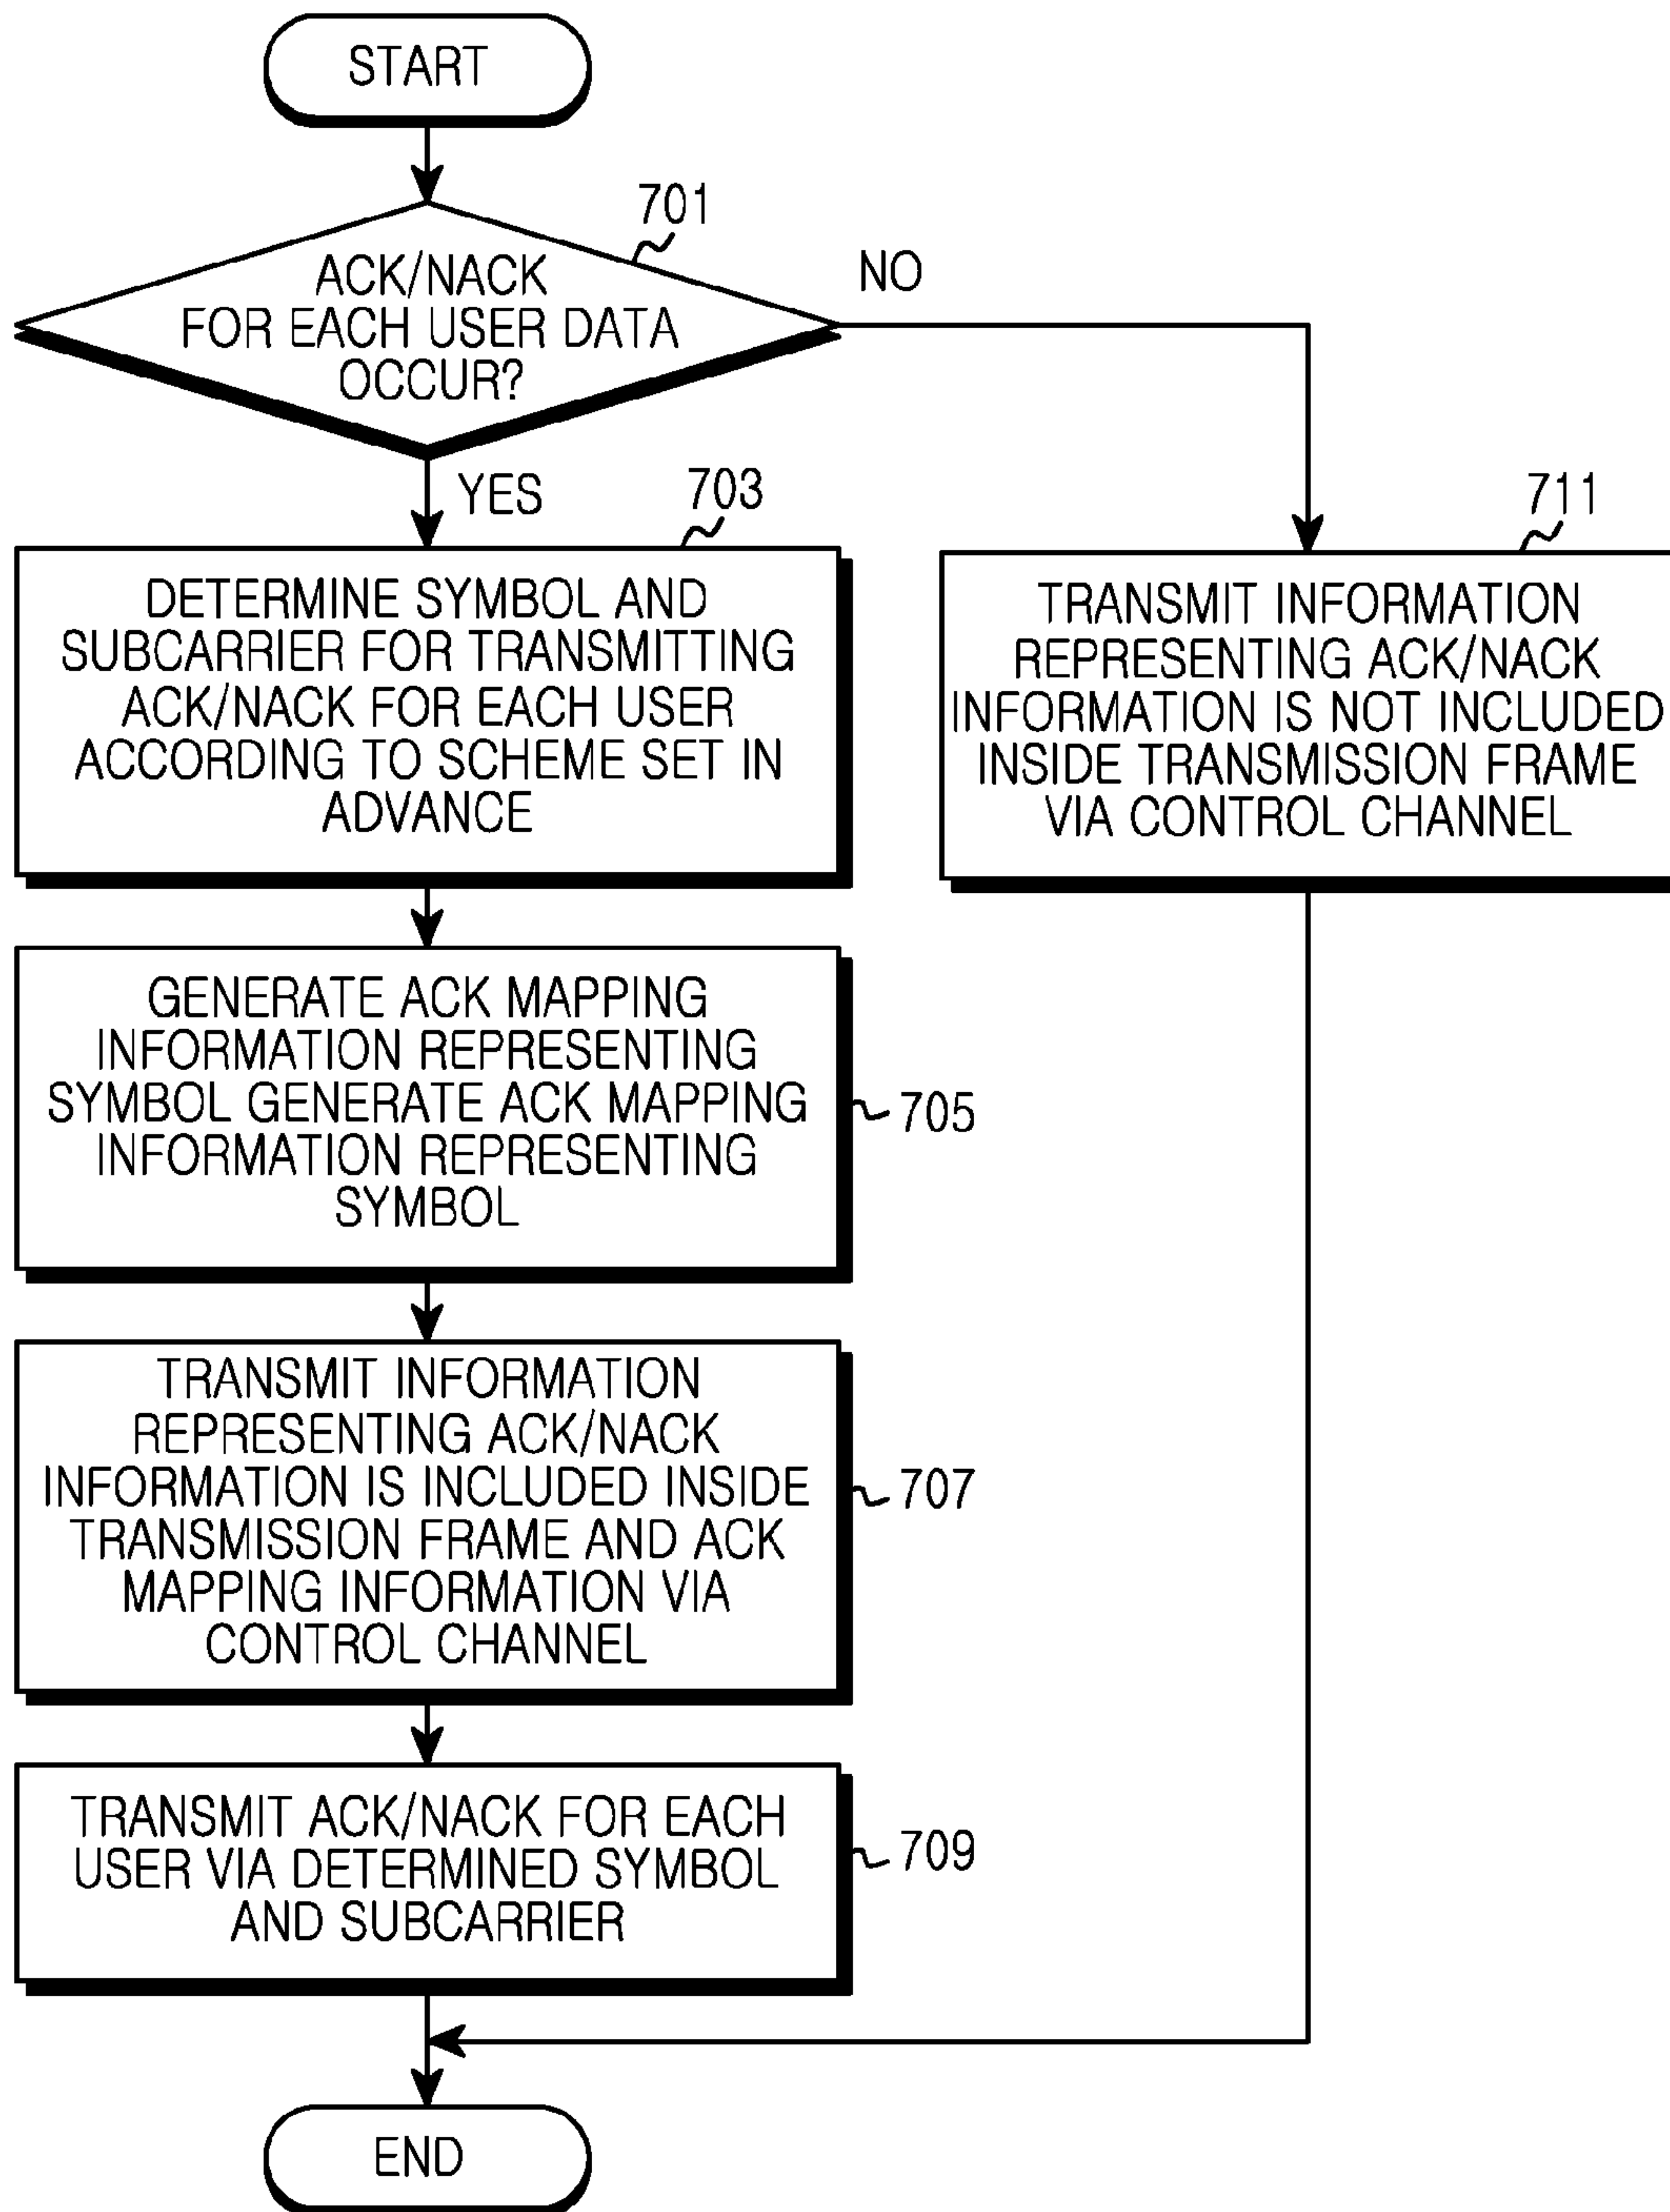 START
701
ACK/NACK
FOR EACH USER DATA
OCCUR?
NO
YES
703
DETERMINE SYMBOL AND
SUBCARRIER FOR TRANSMITTING
ACK/NACK FOR EACH USER
ACCORDING TO SCHEME SET IN
ADVANCE
711
TRANSMIT INFORMATION
REPRESENTING ACK/NACK
INFORMATION IS NOT INCLUDED
INSIDE TRANSMISSION FRAME
VIA CONTROL CHANNEL
GENERATE ACK MAPPING
INFORMATION REPRESENTING
SYMBOL GENERATE ACK MAPPING
INFORMATION REPRESENTING
SYMBOL
705
TRANSMIT INFORMATION
REPRESENTING ACK/NACK
INFORMATION IS INCLUDED INSIDE
TRANSMISSION FRAME AND ACK
MAPPING INFORMATION VIA
CONTROL CHANNEL
707
TRANSMIT ACK/NACK FOR EACH
USER VIA DETERMINED SYMBOL
AND SUBCARRIER
709
END